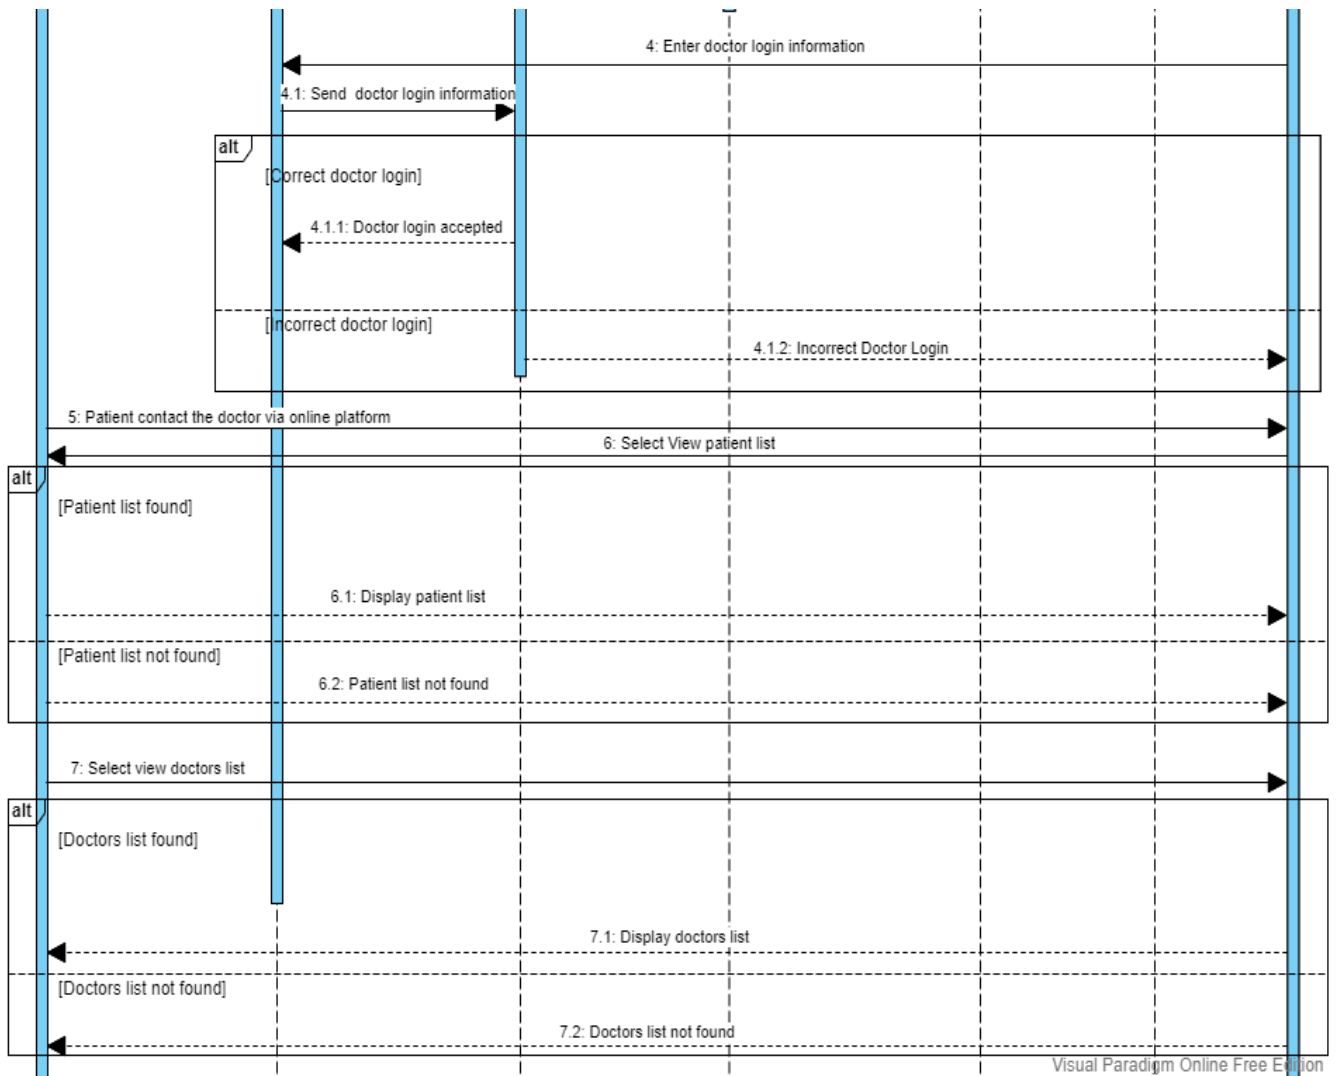 4: Enter doctor login information
4.1: Send doctor login information
alt
[Correct doctor login]
4.1.1: Doctor login accepted
[Incorrect doctor login]
4.1.2: Incorrect Doctor Login
5: Patient contact the doctor via online platform
6: Select View patient list
alt
[Patient list found]
6.1: Display patient list
[Patient list not found]
6.2: Patient list not found
7: Select view doctors list
alt
[Doctors list found]
7.1: Display doctors list
[Doctors list not found]
7.2: Doctors list not found
Visual Paradigm Online Free Edition